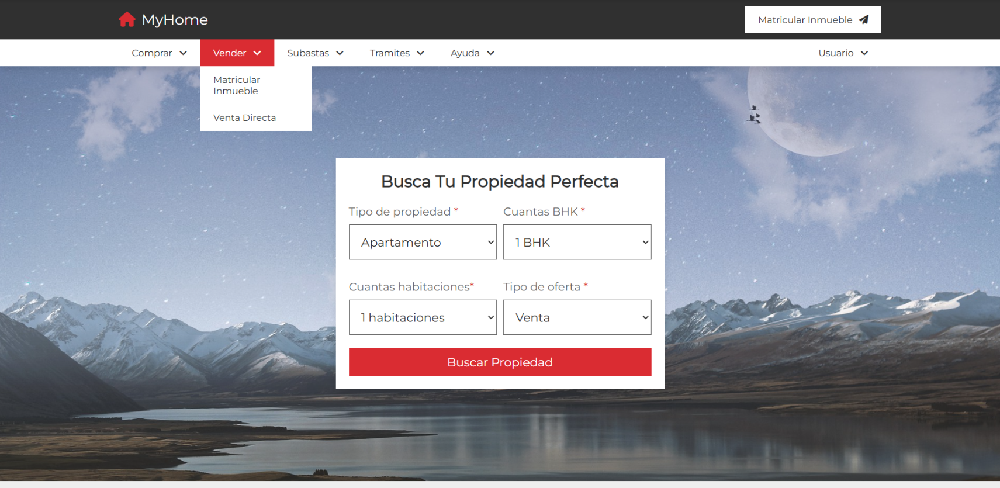 MyHome
Matricular Inmueble
Comprar
Vender
Subastas
Tramites
Ayuda
Usuario
Matricular
Inmueble
Venta Directa
Busca Tu Propiedad Perfecta
Tipo de propiedad *
Cuantas BHK *
Apartamento
1 BHK
Cuantas habitaciones*
Tipo de oferta *
1 habitaciones
Venta
Buscar Propiedad